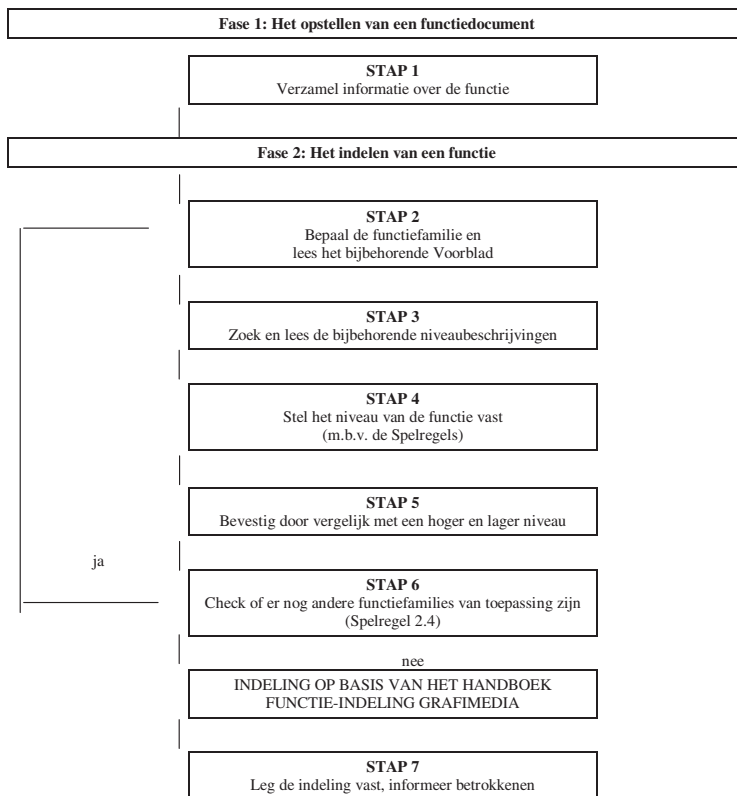 Fase 1: Het opstellen van een functiedocument
STAP 1
Verzamel informatie over de functie
Fase 2: Het indelen van een functie
STAP 2
Bepaal de functiefamilie en
lees het bijbehorende Voorblad
STAP 3
Zoek en lees de bijbehorende niveaubeschrijvingen
STAP 4
Stel het niveau van de functie vast
(m.b.v. de Spelregels)
STAP 5
Bevestig door vergelijk met een hoger en lager niveau
ja
STAP 6
Check of er nog andere functiefamilies van toepassing zijn
(Spelregel 2.4)
nee
INDELING OP BASIS VAN HET HANDBOEK
FUNCTIE-INDELING GRAFIMEDIA
STAP 7
Leg de indeling vast, informeer betrokkenen